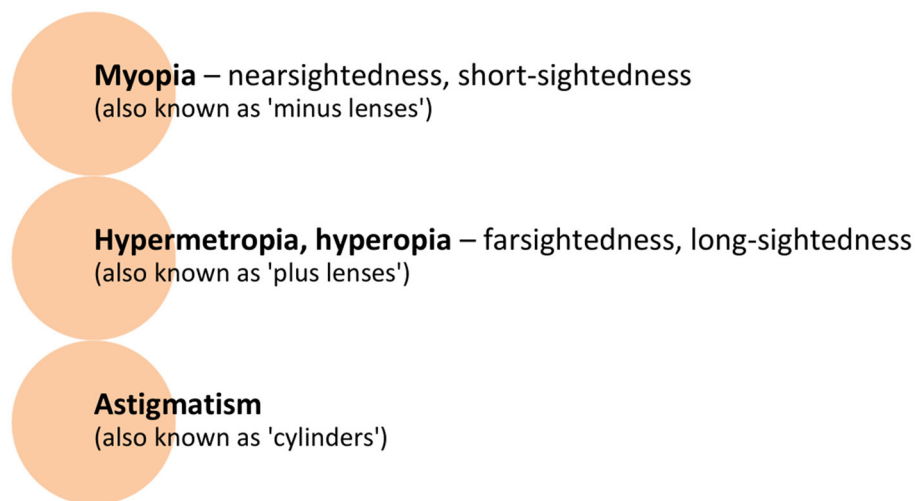 Myopia – nearsightedness, short-sightedness
(also known as 'minus lenses')
Hypermetropia, hyperopia – farsightedness, long-sightedness
(also known as 'plus lenses')
Astigmatism
(also known as 'cylinders')